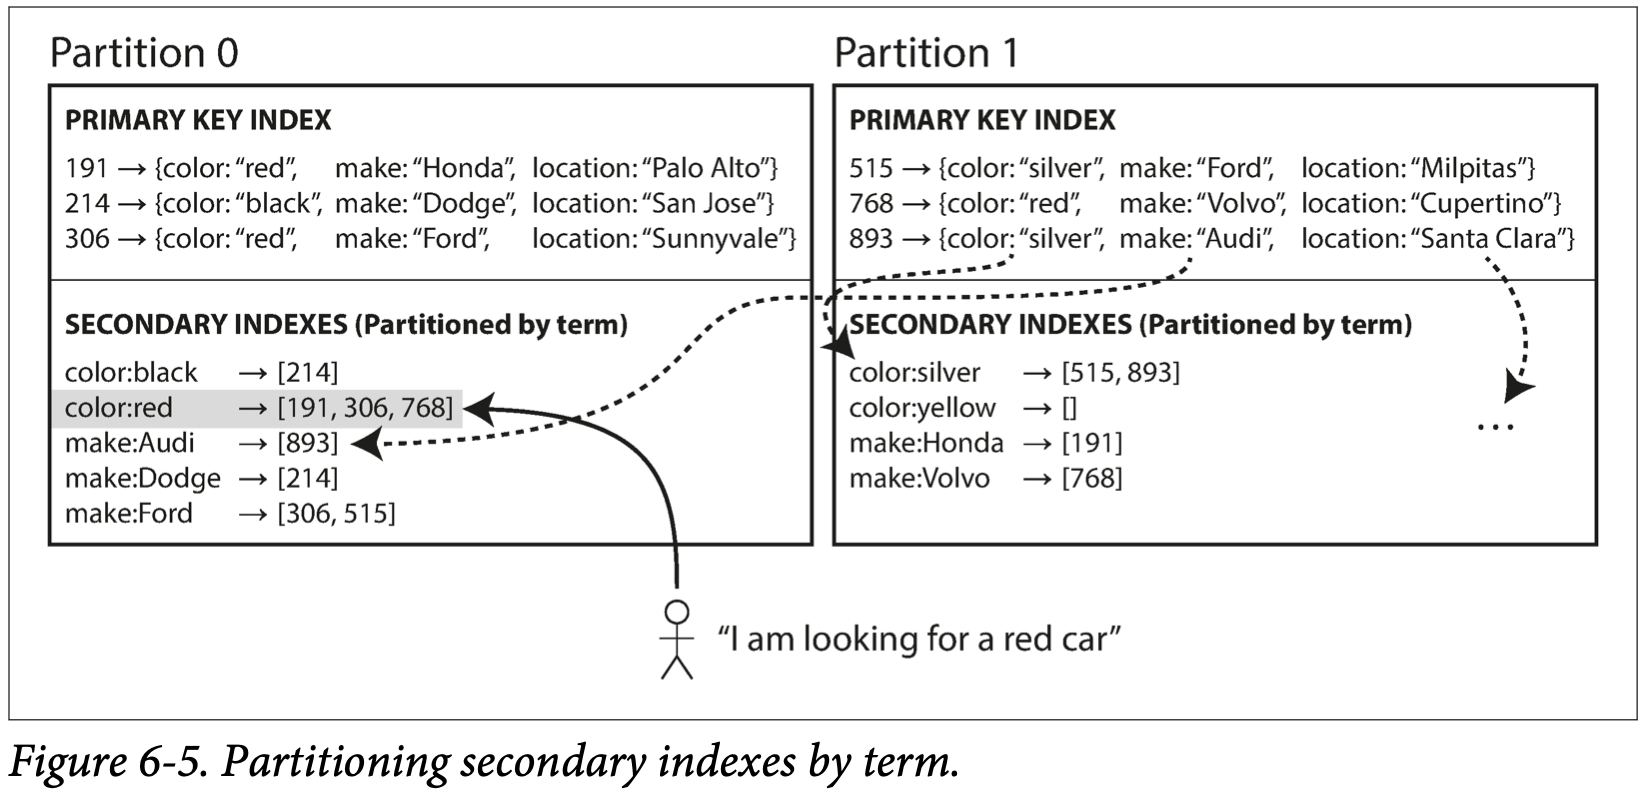 Partition 0
PRIMARY KEY INDEX
191 → {color: “red”, make: “Honda”, location: “Palo Alto”}
214 → {color: “black”, make: “Dodge”, location: “San Jose”}
306 → {color: “red”, make: “Ford”, location: “Sunnyvale”}
SECONDARY INDEXES (Partitioned by term)
color:black → [214]
color:red → [191, 306, 768]
make:Audi → [893]
make:Dodge → [214]
make:Ford → [306, 515]
Partition 1
PRIMARY KEY INDEX
515 → {color: “silver”, make: “Ford”, location: “Milpitas”}
768 → {color: “red”, make: “Volvo”, location: “Cupertino”}
893 → {color: “silver”, make: “Audi”, location: “Santa Clara”}
SECONDARY INDEXES (Partitioned by term)
color:silver → [515, 893]
color:yellow → []
make:Honda → [191]
make:Volvo → [768]
...
“I am looking for a red car”
Figure 6-5. Partitioning secondary indexes by term.